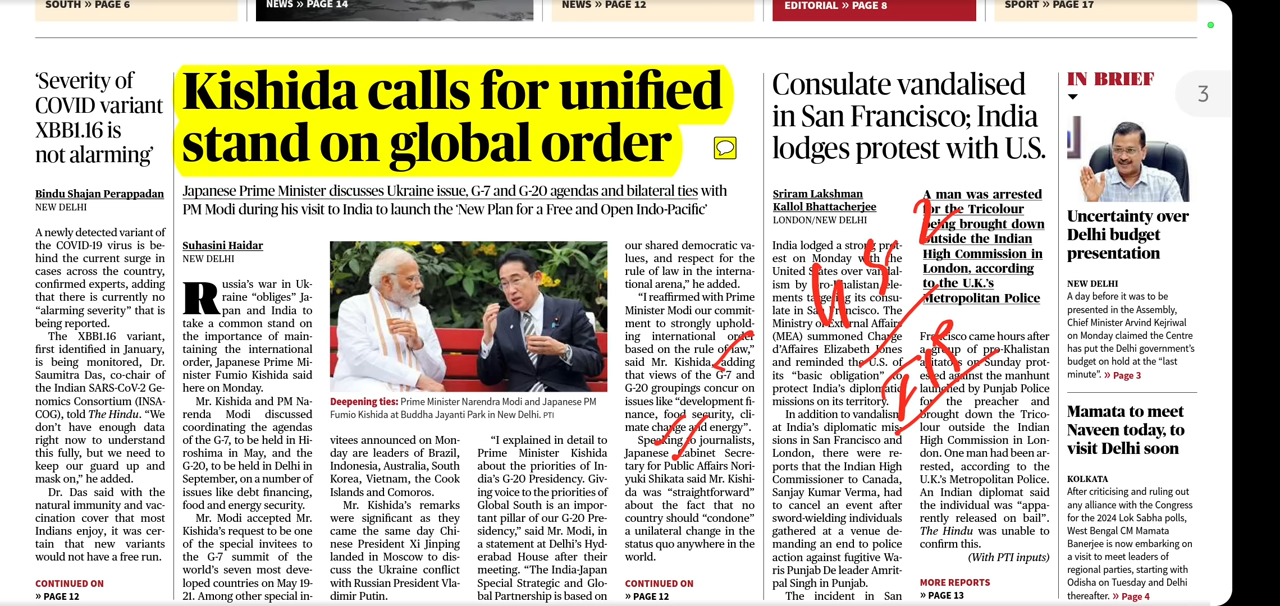 SOUTH » PAGE 6
NEWS » PAGE 14
NEWS » PAGE 12
EDITORIAL » PAGE 8
SPORT » PAGE 17
3
‘Severity of
COVID variant
XBB1.16 is
not alarming’
Bindu Shajan Perappadan
NEW DELHI
A newly detected variant of
the COVID-19 virus is be-
hind the current surge in
cases across the country,
confirmed experts, adding
that there is currently no
“alarming severity” that is
being reported.
The XBB1.16 variant,
first identified in January,
is being monitored, Dr.
Saumitra Das, co-chair of
the Indian SARS-CoV-2 Ge-
nomics Consortium (INSA-
COG), told The Hindu. “We
don’t have enough data
right now to understand
this fully, but we need to
keep our guard up and
mask on,” he added.
Dr. Das said with the
natural immunity and vac-
cination cover that most
Indians enjoy, it was cer-
tain that new variants
would not have a free run.
CONTINUED ON
» PAGE 12
Kishida calls for unified
stand on global order
Japanese Prime Minister discusses Ukraine issue, G-7 and G-20 agendas and bilateral ties with
PM Modi during his visit to India to launch the ‘New Plan for a Free and Open Indo-Pacific’
Suhasini Haidar
NEW DELHI
Russia’s war in Uk-
raine “obliges” Ja-
pan and India to
take a common stand on
the importance of main-
taining the international
order, Japanese Prime Mi-
nister Fumio Kishida said
here on Monday.
Mr. Kishida and PM Na-
rendra Modi discussed
coordinating the agendas
of the G-7, to be held in Hi-
roshima in May, and the
G-20, to be held in Delhi in
September, on a number of
issues like debt financing,
food and energy security.
Mr. Modi accepted Mr.
Kishida’s request to be one
of the special invitees to
the G-7 summit of the
world’s seven most deve-
loped countries on May 19-
21. Among other special in-
Deepening ties: Prime Minister Narendra Modi and Japanese PM
Fumio Kishida at Buddha Jayanti Park in New Delhi. PTI
vitees announced on Mon-
day are leaders of Brazil,
Indonesia, Australia, South
Korea, Vietnam, the Cook
Islands and Comoros.
Mr. Kishida’s remarks
were significant as they
came the same day Chi-
nese President Xi Jinping
landed in Moscow to dis-
cuss the Ukraine conflict
with Russian President Vla-
dimir Putin.
“I explained in detail to
Prime Minister Kishida
about the priorities of In-
dia’s G-20 Presidency. Giv-
ing voice to the priorities of
Global South is an impor-
tant pillar of our G-20 Pre-
sidency,” said Mr. Modi, in
a statement at Delhi’s Hyd-
erabad House after their
meeting. “The India-Japan
Special Strategic and Glo-
bal Partnership is based on
our shared democratic va-
lues, and respect for the
rule of law in the interna-
tional arena,” he added.
“I reaffirmed with Prime
Minister Modi our commit-
ment to strongly uphold-
ing international order
based on the rule of law,”
said Mr. Kishida, adding
that views of the G-7 and
G-20 groupings concur on
issues like “development fi-
nance, food security, cli-
mate change and energy”.
Speaking to journalists,
Japanese Cabinet Secre-
tary for Public Affairs Nori-
yuki Shikata said Mr. Kishi-
da was “straightforward”
about the fact that no
country should “condone”
a unilateral change in the
status quo anywhere in the
world.
CONTINUED ON
» PAGE 12
Consulate vandalised
in San Francisco; India
lodges protest with U.S.
Sriram Lakshman
Kallol Bhattacherjee
LONDON/NEW DELHI
India lodged a strong prot-
est on Monday with the
United States over vandal-
ism by pro-Khalistan ele-
ments targeting its consu-
late in San Francisco. The
Ministry of External Affairs
(MEA) summoned Charge
d’Affaires Elizabeth Jones
and reminded the U.S. of
its “basic obligation” to
protect India’s diplomatic
missions on its territory.
In addition to vandalism
at India’s diplomatic mis-
sions in San Francisco and
London, there were re-
ports that the Indian High
Commissioner to Canada,
Sanjay Kumar Verma, had
to cancel an event after
sword-wielding individuals
gathered at a venue de-
manding an end to police
action against fugitive Wa-
ris Punjab De leader Amrit-
pal Singh in Punjab.
The incident in San
A man was arrested
for the Tricolour
being brought down
outside the Indian
High Commission in
London, according
to the U.K.’s
Metropolitan Police
Francisco came hours after
a group of pro-Khalistan
agitators on Sunday prot-
ested against the manhunt
launched by Punjab Police
for the preacher and
brought down the Trico-
lour outside the Indian
High Commission in Lon-
don. One man had been ar-
rested, according to the
U.K.’s Metropolitan Police.
An Indian diplomat said
the individual was “appa-
rently released on bail”.
The Hindu was unable to
confirm this.
(With PTI inputs)
MORE REPORTS
» PAGE 13
IN BRIEF
Uncertainty over
Delhi budget
presentation
NEW DELHI
A day before it was to be
presented in the Assembly,
Chief Minister Arvind Kejriwal
on Monday claimed the Centre
has put the Delhi government’s
budget on hold at the “last
minute”. » Page 3
Mamata to meet
Naveen today, to
visit Delhi soon
KOLKATA
After criticising and ruling out
any alliance with the Congress
for the 2024 Lok Sabha polls,
West Bengal CM Mamata
Banerjee is now embarking on
a visit to meet leaders of
regional parties, starting with
Odisha on Tuesday and Delhi
thereafter. » Page 4